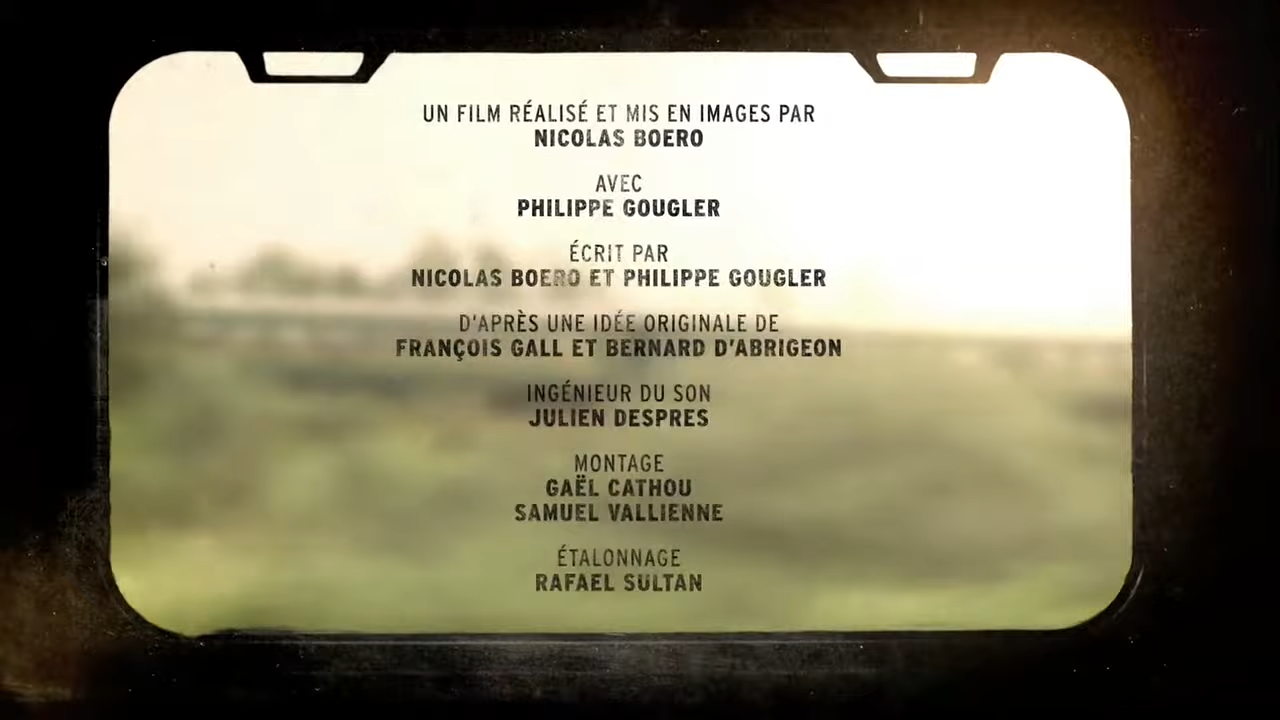 UN FILM RÉALISÉ ET MIS EN IMAGES PAR
NICOLAS BOERO
AVEC
PHILIPPE GOUGLER
ÉCRIT PAR
NICOLAS BOERO ET PHILIPPE GOUGLER
D'APRÈS UNE IDÉE ORIGINALE DE
FRANÇOIS GALL ET BERNARD D'ABRIGEON
INGÉNIEUR DU SON
JULIEN DESPRES
MONTAGE
GAËL CATHOU
SAMUEL VALLIENNE
ÉTALONNAGE
RAFAEL SULTAN